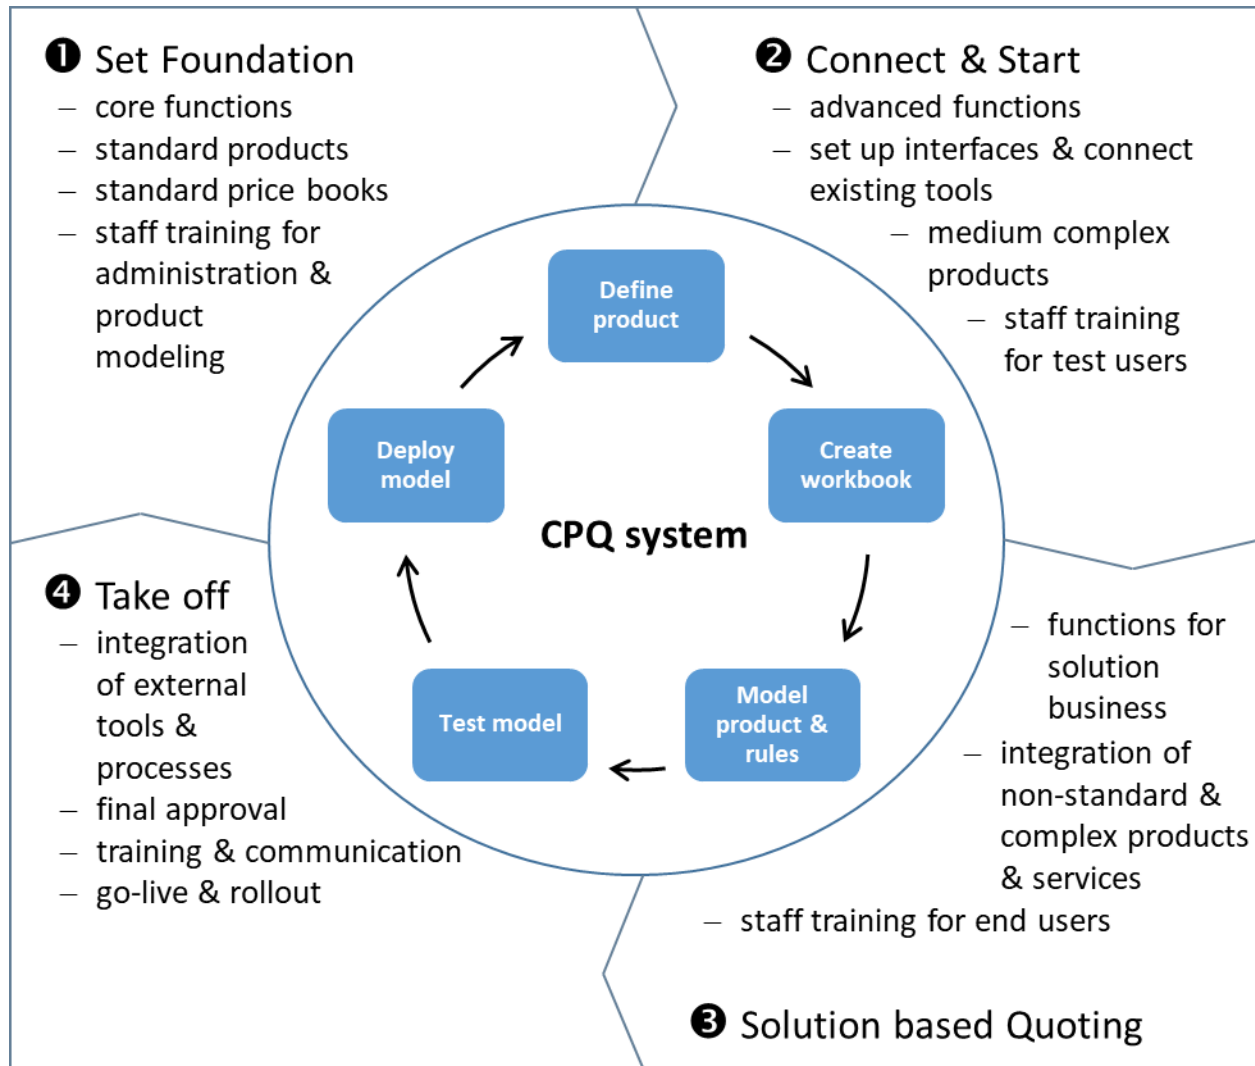 ❶ Set Foundation
– core functions
– standard products
– standard price books
– staff training for
administration &
product
modeling
❷ Connect & Start
– advanced functions
– set up interfaces & connect
existing tools
– medium complex
products
– staff training
for test users
Define
product
Create
workbook
Model
product &
rules
Test model
Deploy
model
CPQ system
– functions for
solution
business
– integration of
non-standard &
complex products
& services
– staff training for end users
❸ Solution based Quoting
❹ Take off
– integration
of external
tools &
processes
– final approval
– training & communication
– go-live & rollout